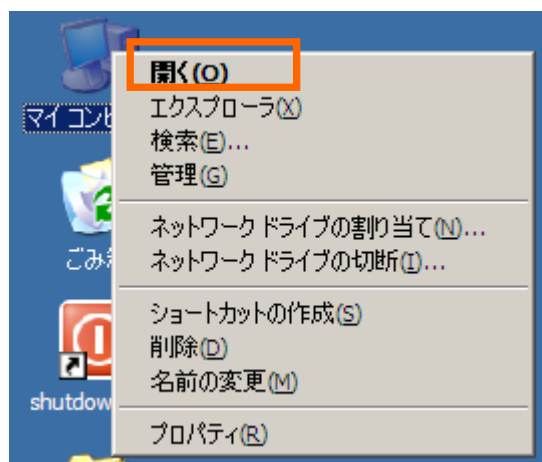 開く(O)
エクスプローラ(X)
検索(E)...
管理(G)
ネットワーク ドライブの割り当て(N)...
ネットワーク ドライブの切断(I)...
ショートカットの作成(S)
削除(D)
名前の変更(M)
プロパティ(R)
マイ コンピ
ごみ
shutdow